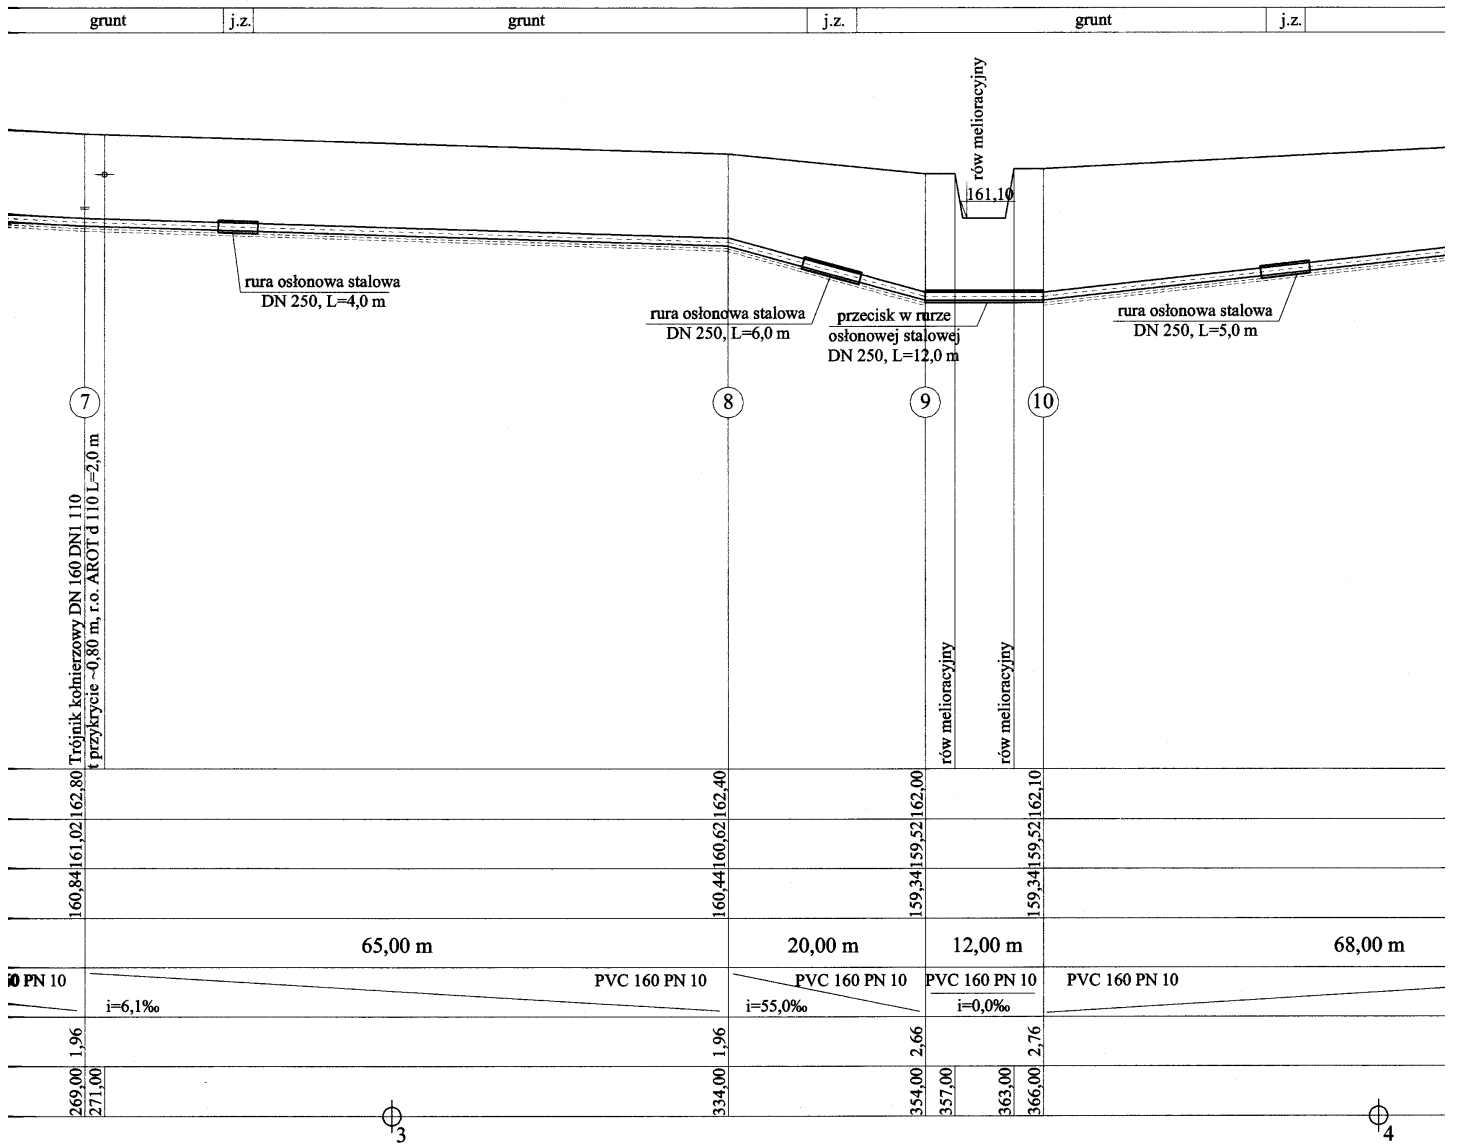 grunt j.z. grunt j.z. grunt j.z.
rów melioracyjny
161,10
rura osłonowa stalowa
DN 250, L=4,0 m
rura osłonowa stalowa
DN 250, L=6,0 m
przecisk w rurze
osłonowej stalowej
DN 250, L=12,0 m
rura osłonowa stalowa
DN 250, L=5,0 m
7 8 9 10
Trójnik kołnierzowy DN 160 DN1 110
t przykrycie ~0,80 m, r.o. AROT d 110 L=2,0 m
rów melioracyjny
rów melioracyjny
162,80 162,40 162,00 162,10
161,02 160,62 159,52 159,52
160,84 160,44 159,34 159,34
65,00 m 20,00 m 12,00 m 68,00 m
PN 10 PVC 160 PN 10 PVC 160 PN 10 PVC 160 PN 10 PVC 160 PN 10
i=6,1‰ i=55,0‰ i=0,0‰
1,96 1,96 2,66 2,76
269,00 271,00 334,00 354,00 357,00 363,00 366,00
3 4